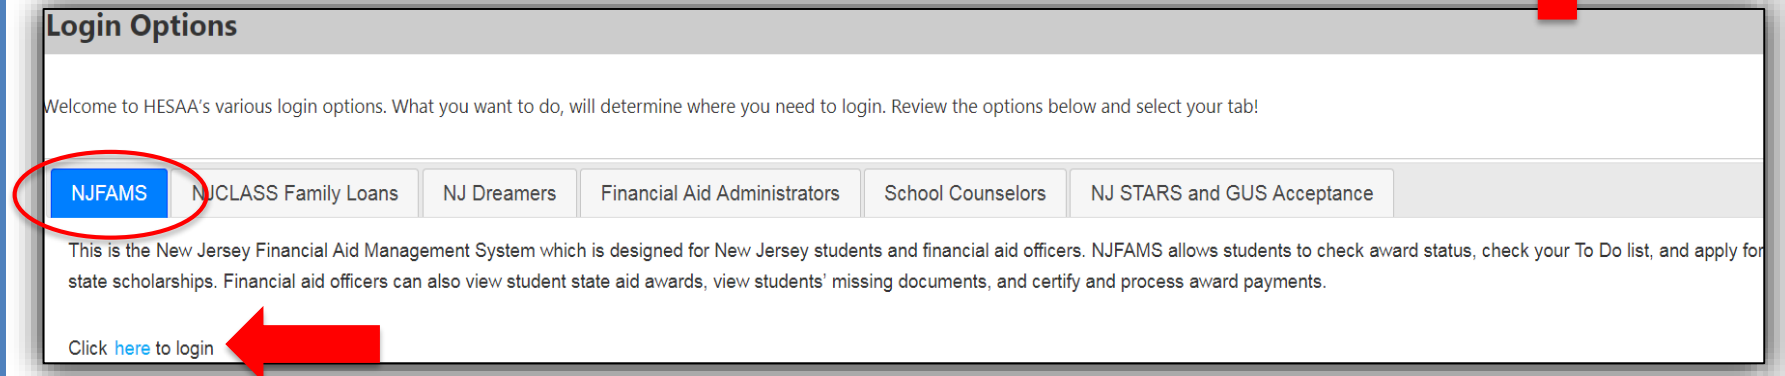 Login Options
Welcome to HESAA's various login options. What you want to do, will determine where you need to login. Review the options below and select your tab!
NJFAMS NJCLASS Family Loans NJ Dreamers Financial Aid Administrators School Counselors NJ STARS and GUS Acceptance
This is the New Jersey Financial Aid Management System which is designed for New Jersey students and financial aid officers. NJFAMS allows students to check award status, check your To Do list, and apply for
state scholarships. Financial aid officers can also view student state aid awards, view students' missing documents, and certify and process award payments.
Click here to login